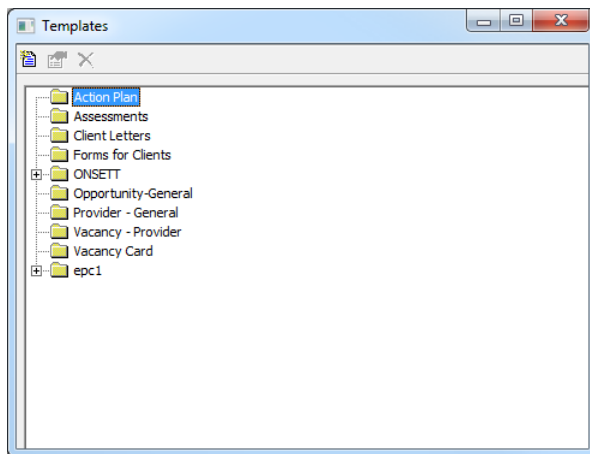 Templates
Action Plan
Assessments
Client Letters
Forms for Clients
ONSETT
Opportunity-General
Provider - General
Vacancy - Provider
Vacancy Card
epc1